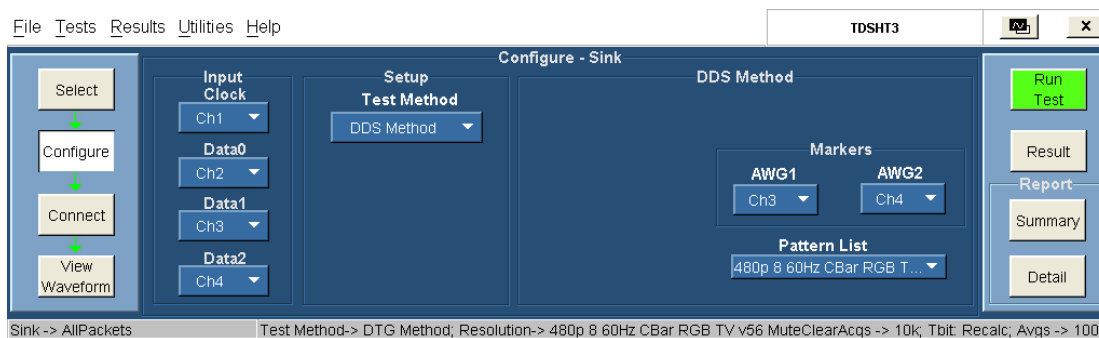 File Tests Results Utilities Help
TDSHT3
x
Configure - Sink
Select
Configure
Connect
View
Waveform
Input
Clock
Ch1
Data0
Ch2
Data1
Ch3
Data2
Ch4
Setup
Test Method
DDS Method
DDS Method
Markers
AWG1
AWG2
Ch3
Ch4
Pattern List
480p 8 60Hz CBar RGB T...
Run
Test
Result
Report
Summary
Detail
Sink -> AllPackets
Test Method-> DTG Method; Resolution-> 480p 8 60Hz CBar RGB TV v56 MuteClearAcqs -> 10k; Tbit: Recalc; Avgs -> 100